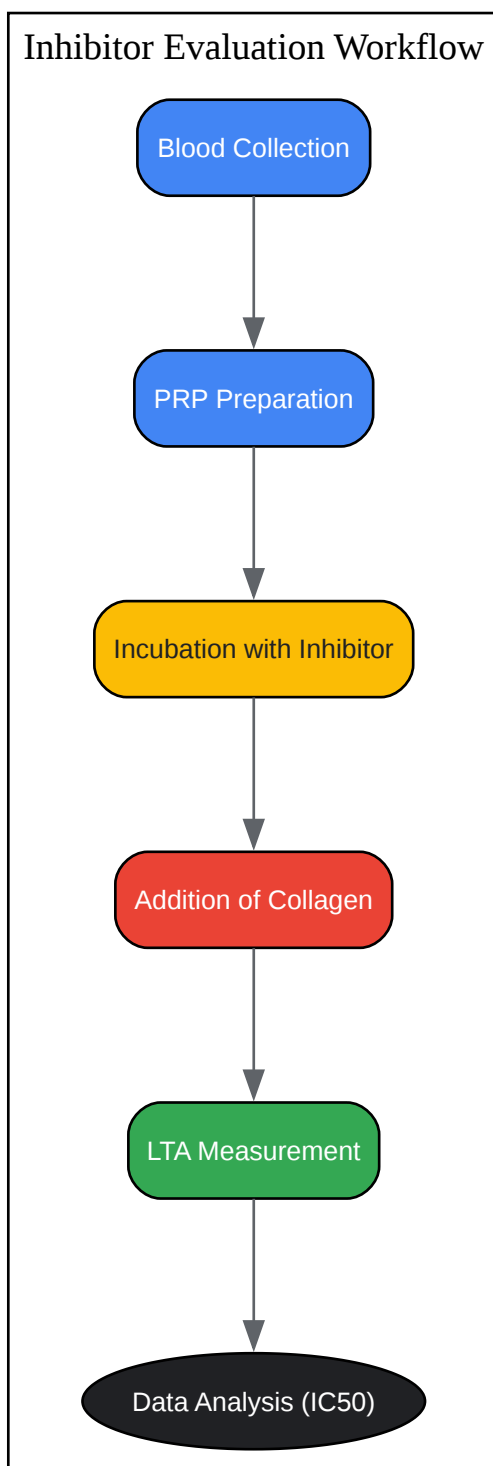 Inhibitor Evaluation Workflow
Blood Collection
PRP Preparation
Incubation with Inhibitor
Addition of Collagen
LTA Measurement
Data Analysis (IC50)